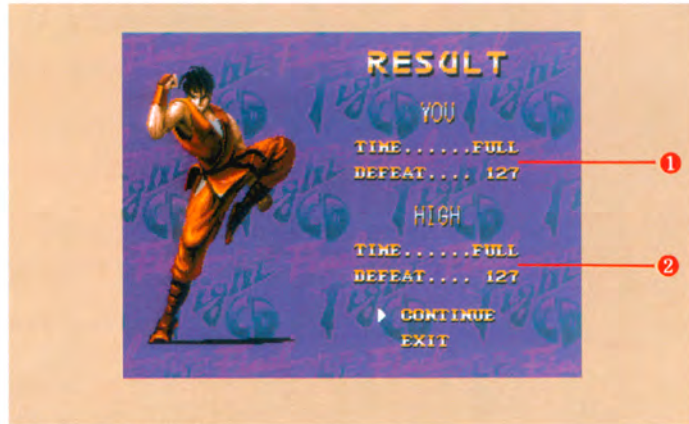 RESULT
YOU
TIME......FULL
DEFEAT.... 127
HIGH
TIME......FULL
DEFEAT.... 127
CONTINUE
EXIT
1
2